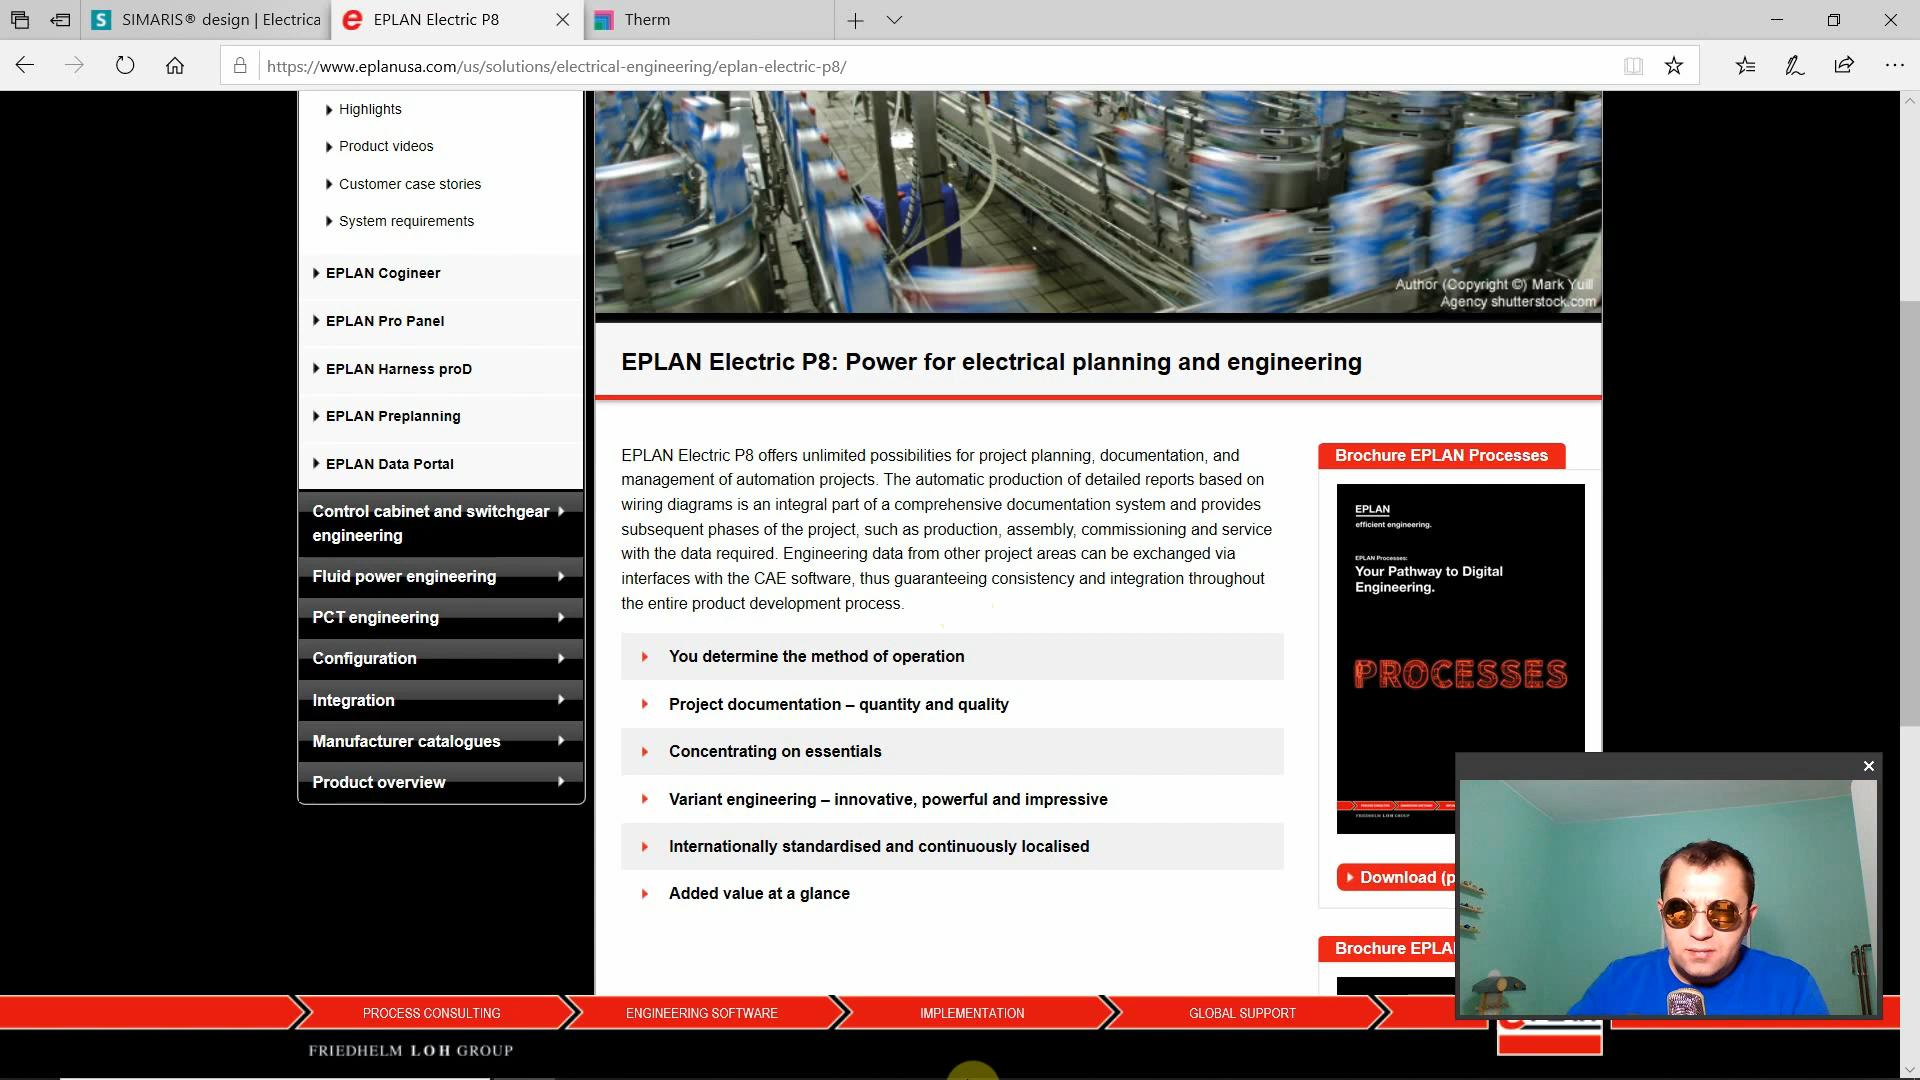 SIMARIS® design | Electrica
EPLAN Electric P8
Therm
https://www.eplanusa.com/us/solutions/electrical-engineering/eplan-electric-p8/
Highlights
Product videos
Customer case stories
System requirements
EPLAN Cogineer
EPLAN Pro Panel
EPLAN Harness proD
EPLAN Preplanning
EPLAN Data Portal
Control cabinet and switchgear
engineering
Fluid power engineering
PCT engineering
Configuration
Integration
Manufacturer catalogues
Product overview
Author (Copyright ©) Mark Yuill
Agency shutterstock.com
EPLAN Electric P8: Power for electrical planning and engineering
EPLAN Electric P8 offers unlimited possibilities for project planning, documentation, and
management of automation projects. The automatic production of detailed reports based on
wiring diagrams is an integral part of a comprehensive documentation system and provides
subsequent phases of the project, such as production, assembly, commissioning and service
with the data required. Engineering data from other project areas can be exchanged via
interfaces with the CAE software, thus guaranteeing consistency and integration throughout
the entire product development process.
You determine the method of operation
Project documentation – quantity and quality
Concentrating on essentials
Variant engineering – innovative, powerful and impressive
Internationally standardised and continuously localised
Added value at a glance
Brochure EPLAN Processes
EPLAN
efficient engineering.
EPLAN Processes:
Your Pathway to Digital
Engineering.
PROCESSES
FRIEDHELM LOH GROUP
Download (p
Brochure EPLA
PROCESS CONSULTING
ENGINEERING SOFTWARE
IMPLEMENTATION
GLOBAL SUPPORT
FRIEDHELM LOH GROUP